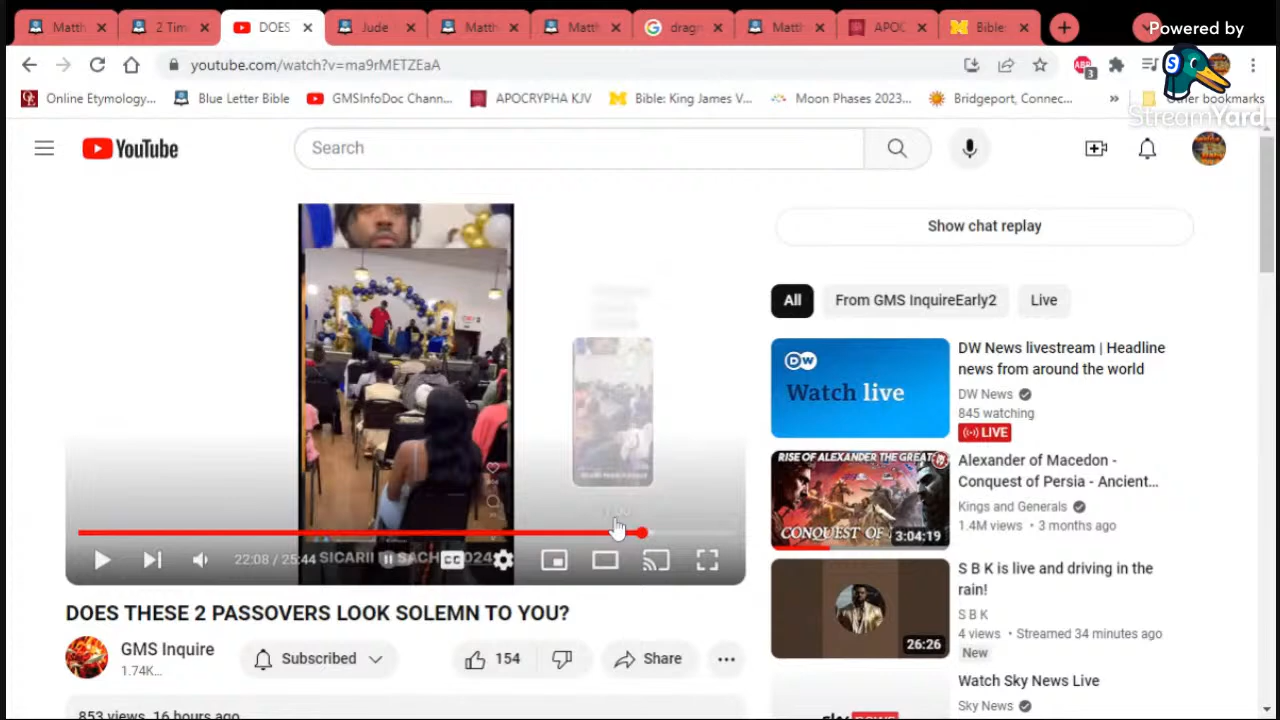 Matth
2 Tim
DOES
Jude
Matth
Matth
drag
Matth
APOC
Bible:
Powered by
StreamYard
youtube.com/watch?v=ma9rMETZEaA
3
Online Etymology...
Blue Letter Bible
GMSInfoDoc Chann...
APOCRYPHA KJV
Bible: King James V...
Moon Phases 2023...
Bridgeport, Connec...
»
Other bookmarks
YouTube
Search
Show chat replay
All
From GMS InquireEarly2
Live
DW
Watch live
DW News livestream | Headline
news from around the world
DW News
845 watching
LIVE
RISE OF ALEXANDER THE GREAT
CONQUEST OF
3:04:19
Alexander of Macedon -
Conquest of Persia - Ancient...
Kings and Generals
1.4M views • 3 months ago
22:08 / 25:44
SICARII
SACH
2024
CC
26:26
S B K is live and driving in the
rain!
S B K
4 views • Streamed 34 minutes ago
New
DOES THESE 2 PASSOVERS LOOK SOLEMN TO YOU?
GMS Inquire
1.74K...
Subscribed
154
Share
Watch Sky News Live
Sky News
sky news
853 views 16 hours ago